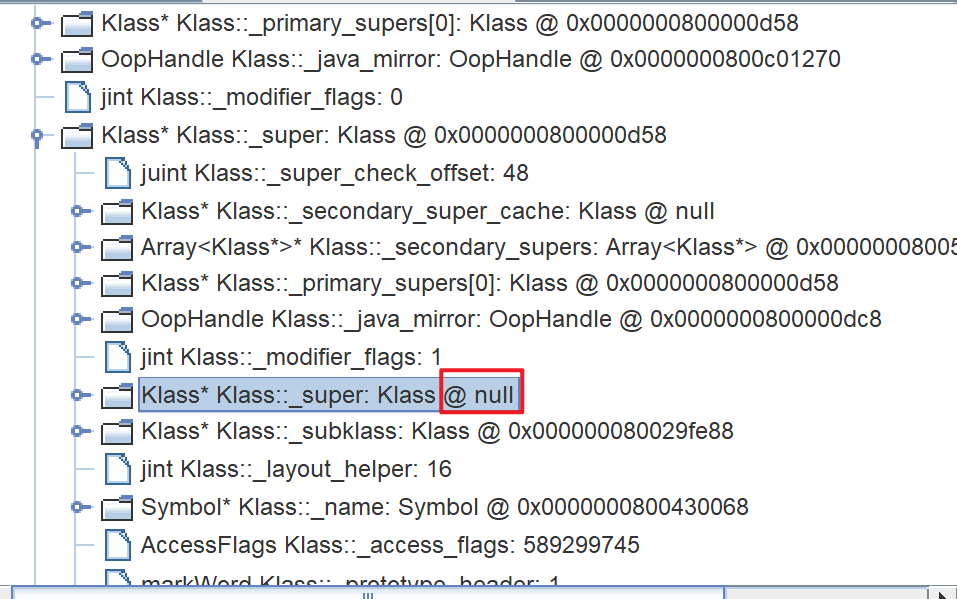 Klass* Klass::_primary_supers[0]: Klass @ 0x0000000800000d58
OopHandle Klass::_java_mirror: OopHandle @ 0x0000000800c01270
jint Klass::_modifier_flags: 0
Klass* Klass::_super: Klass @ 0x0000000800000d58
juint Klass::_super_check_offset: 48
Klass* Klass::_secondary_super_cache: Klass @ null
Array<Klass*>* Klass::_secondary_supers: Array<Klass*> @ 0x00000008005
Klass* Klass::_primary_supers[0]: Klass @ 0x0000000800000d58
OopHandle Klass::_java_mirror: OopHandle @ 0x0000000800000dc8
jint Klass::_modifier_flags: 1
Klass* Klass::_super: Klass @ null
Klass* Klass::_subklass: Klass @ 0x000000080029fe88
jint Klass::_layout_helper: 16
Symbol* Klass::_name: Symbol @ 0x0000000800430068
AccessFlags Klass::_access_flags: 589299745
markWord Klass::_prototype_header: 1